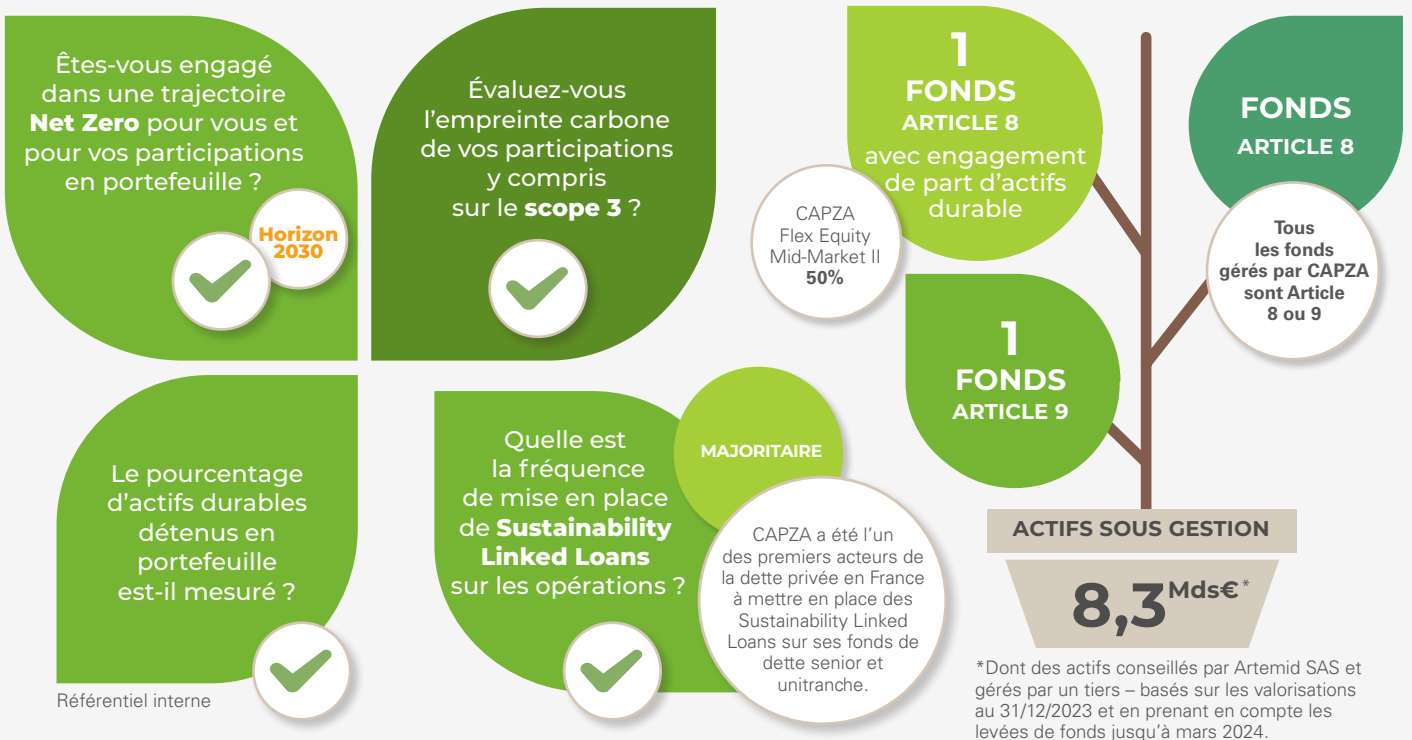 Êtes-vous engagé
dans une trajectoire
Net Zero pour vous et
pour vos participations
en portefeuille ?
Horizon
2030
Évaluez-vous
l’empreinte carbone
de vos participations
y compris
sur le scope 3 ?
Le pourcentage
d’actifs durables
détenus en
portefeuille
est-il mesuré ?
Référentiel interne
Quelle est
la fréquence
de mise en place
de Sustainability
Linked Loans
sur les opérations ?
MAJORITAIRE
CAPZA a été l’un
des premiers acteurs de
la dette privée en France
à mettre en place des
Sustainability Linked
Loans sur ses fonds de
dette senior et
unitranche.
1
FONDS
ARTICLE 8
avec engagement
de part d’actifs
durable
CAPZA
Flex Equity
Mid-Market II
50%
FONDS
ARTICLE 8
Tous
les fonds
gérés par CAPZA
sont Article
8 ou 9
1
FONDS
ARTICLE 9
ACTIFS SOUS GESTION
8,3 Mds€*
*Dont des actifs conseillés par Artemid SAS et
gérés par un tiers – basés sur les valorisations
au 31/12/2023 et en prenant en compte les
levées de fonds jusqu’à mars 2024.